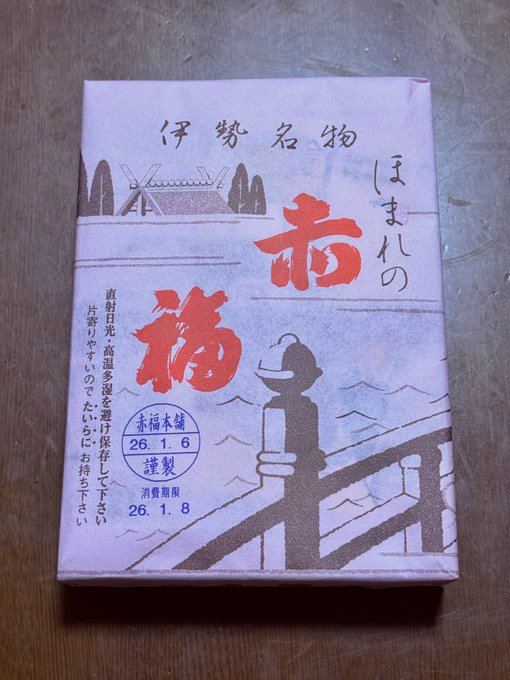 伊勢名物
ほまれの
赤
福
直射日光・高温多湿を避け保存して下さい
片寄りやすいので たいらに お持ち下さい
赤福本舗
26.1.6
謹製
消費期限
26.1.8